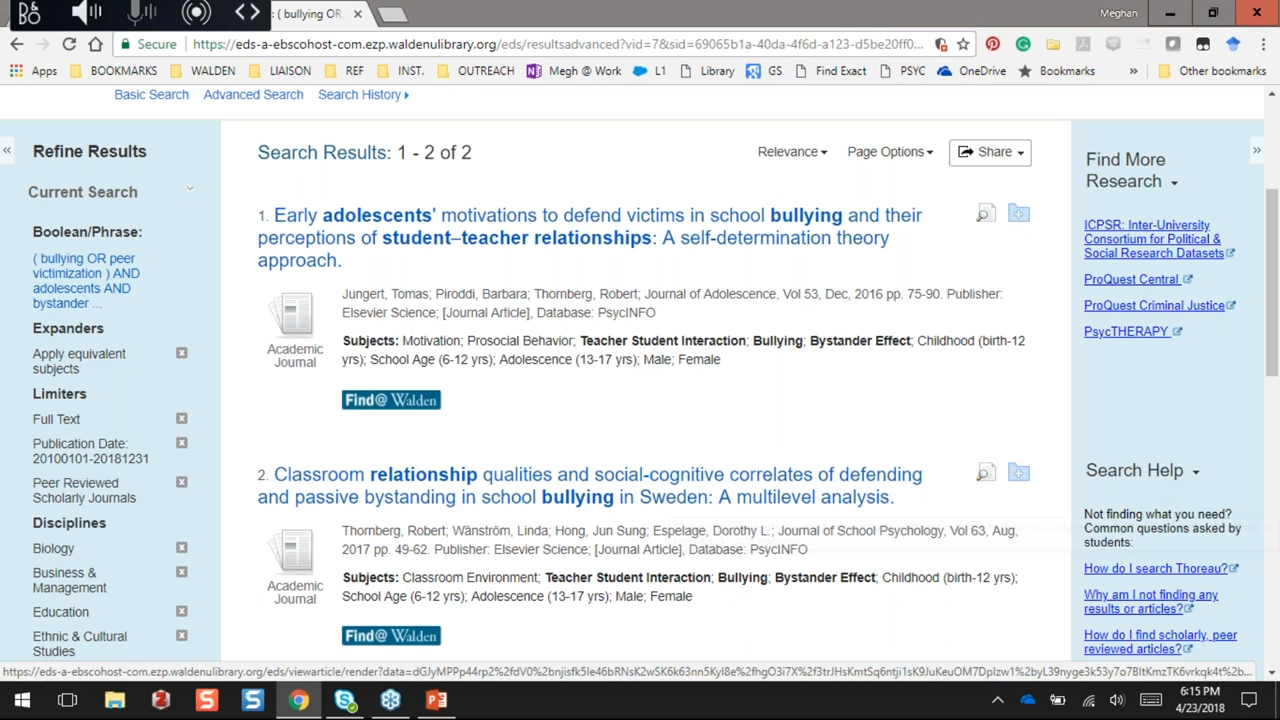 : ( bullying OR
Meghan
Secure
https://eds-a-ebscohost-com.ezp.waldenulibrary.org/eds/resultsadvanced?vid=7&sid=69065b1a-40da-4f6d-a123-d5be20ff0...
Apps
BOOKMARKS
WALDEN
LIAISON
REF
INST.
OUTREACH
Megh @ Work
L1
Library
GS
Find Exact
PSYC
OneDrive
Bookmarks
»
Other bookmarks
Basic Search
Advanced Search
Search History
«
Refine Results
Current Search
Boolean/Phrase:
( bullying OR peer
victimization ) AND
adolescents AND
bystander ...
Expanders
Apply equivalent
subjects
Limiters
Full Text
Publication Date:
20100101-20181231
Peer Reviewed
Scholarly Journals
Disciplines
Biology
Business &
Management
Education
Ethnic & Cultural
Studies
Search Results: 1 - 2 of 2
Relevance
Page Options
Share
1. Early adolescents' motivations to defend victims in school bullying and their
perceptions of student–teacher relationships: A self-determination theory
approach.
Academic
Journal
Jungert, Tomas; Piroddi, Barbara; Thornberg, Robert; Journal of Adolescence, Vol 53, Dec, 2016 pp. 75-90. Publisher:
Elsevier Science; [Journal Article], Database: PsycINFO
Subjects: Motivation; Prosocial Behavior; Teacher Student Interaction; Bullying; Bystander Effect; Childhood (birth-12
yrs); School Age (6-12 yrs); Adolescence (13-17 yrs); Male; Female
Find@ Walden
2. Classroom relationship qualities and social-cognitive correlates of defending
and passive bystanding in school bullying in Sweden: A multilevel analysis.
Academic
Journal
Thornberg, Robert; Wänström, Linda; Hong, Jun Sung; Espelage, Dorothy L.; Journal of School Psychology, Vol 63, Aug,
2017 pp. 49-62. Publisher: Elsevier Science; [Journal Article], Database: PsycINFO
Subjects: Classroom Environment; Teacher Student Interaction; Bullying; Bystander Effect; Childhood (birth-12 yrs);
School Age (6-12 yrs); Adolescence (13-17 yrs); Male; Female
Find@ Walden
»
Find More
Research
ICPSR: Inter-University
Consortium for Political &
Social Research Datasets
ProQuest Central
ProQuest Criminal Justice
PsycTHERAPY
Search Help
Not finding what you need?
Common questions asked by
students:
How do I search Thoreau?
Why am I not finding any
results or articles?
How do I find scholarly, peer
reviewed articles?
6:15 PM
4/23/2018